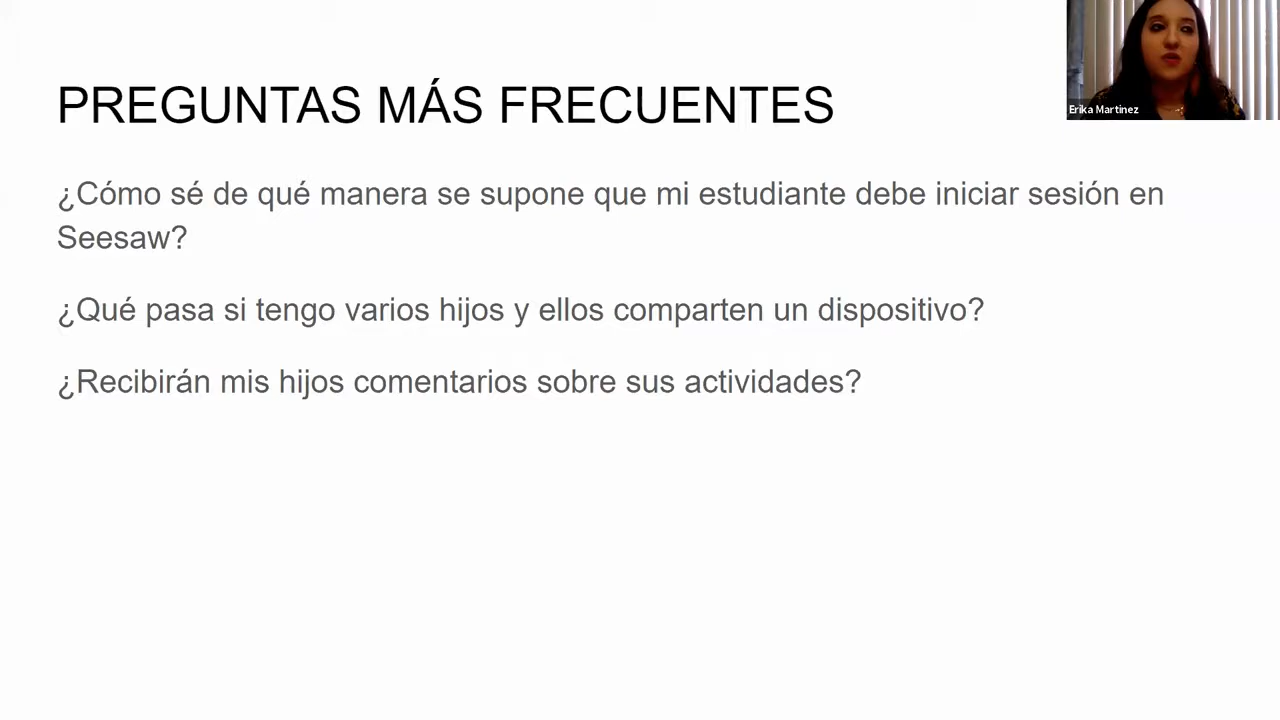 PREGUNTAS MÁS FRECUENTES
¿Cómo sé de qué manera se supone que mi estudiante debe iniciar sesión en
Seesaw?
¿Qué pasa si tengo varios hijos y ellos comparten un dispositivo?
¿Recibirán mis hijos comentarios sobre sus actividades?
Erika Martinez